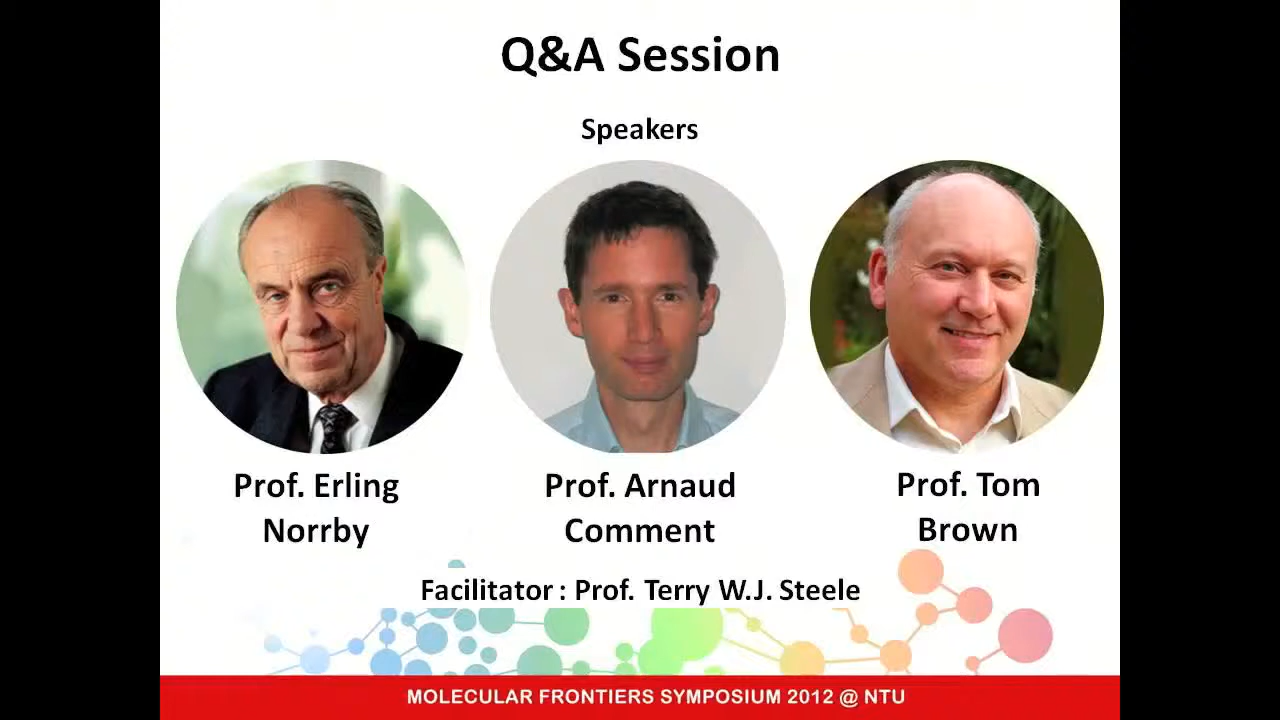 Q&A Session
Speakers
Prof. Erling
Norrby
Prof. Arnaud
Comment
Prof. Tom
Brown
Facilitator : Prof. Terry W.J. Steele
MOLECULAR FRONTIERS SYMPOSIUM 2012 @ NTU